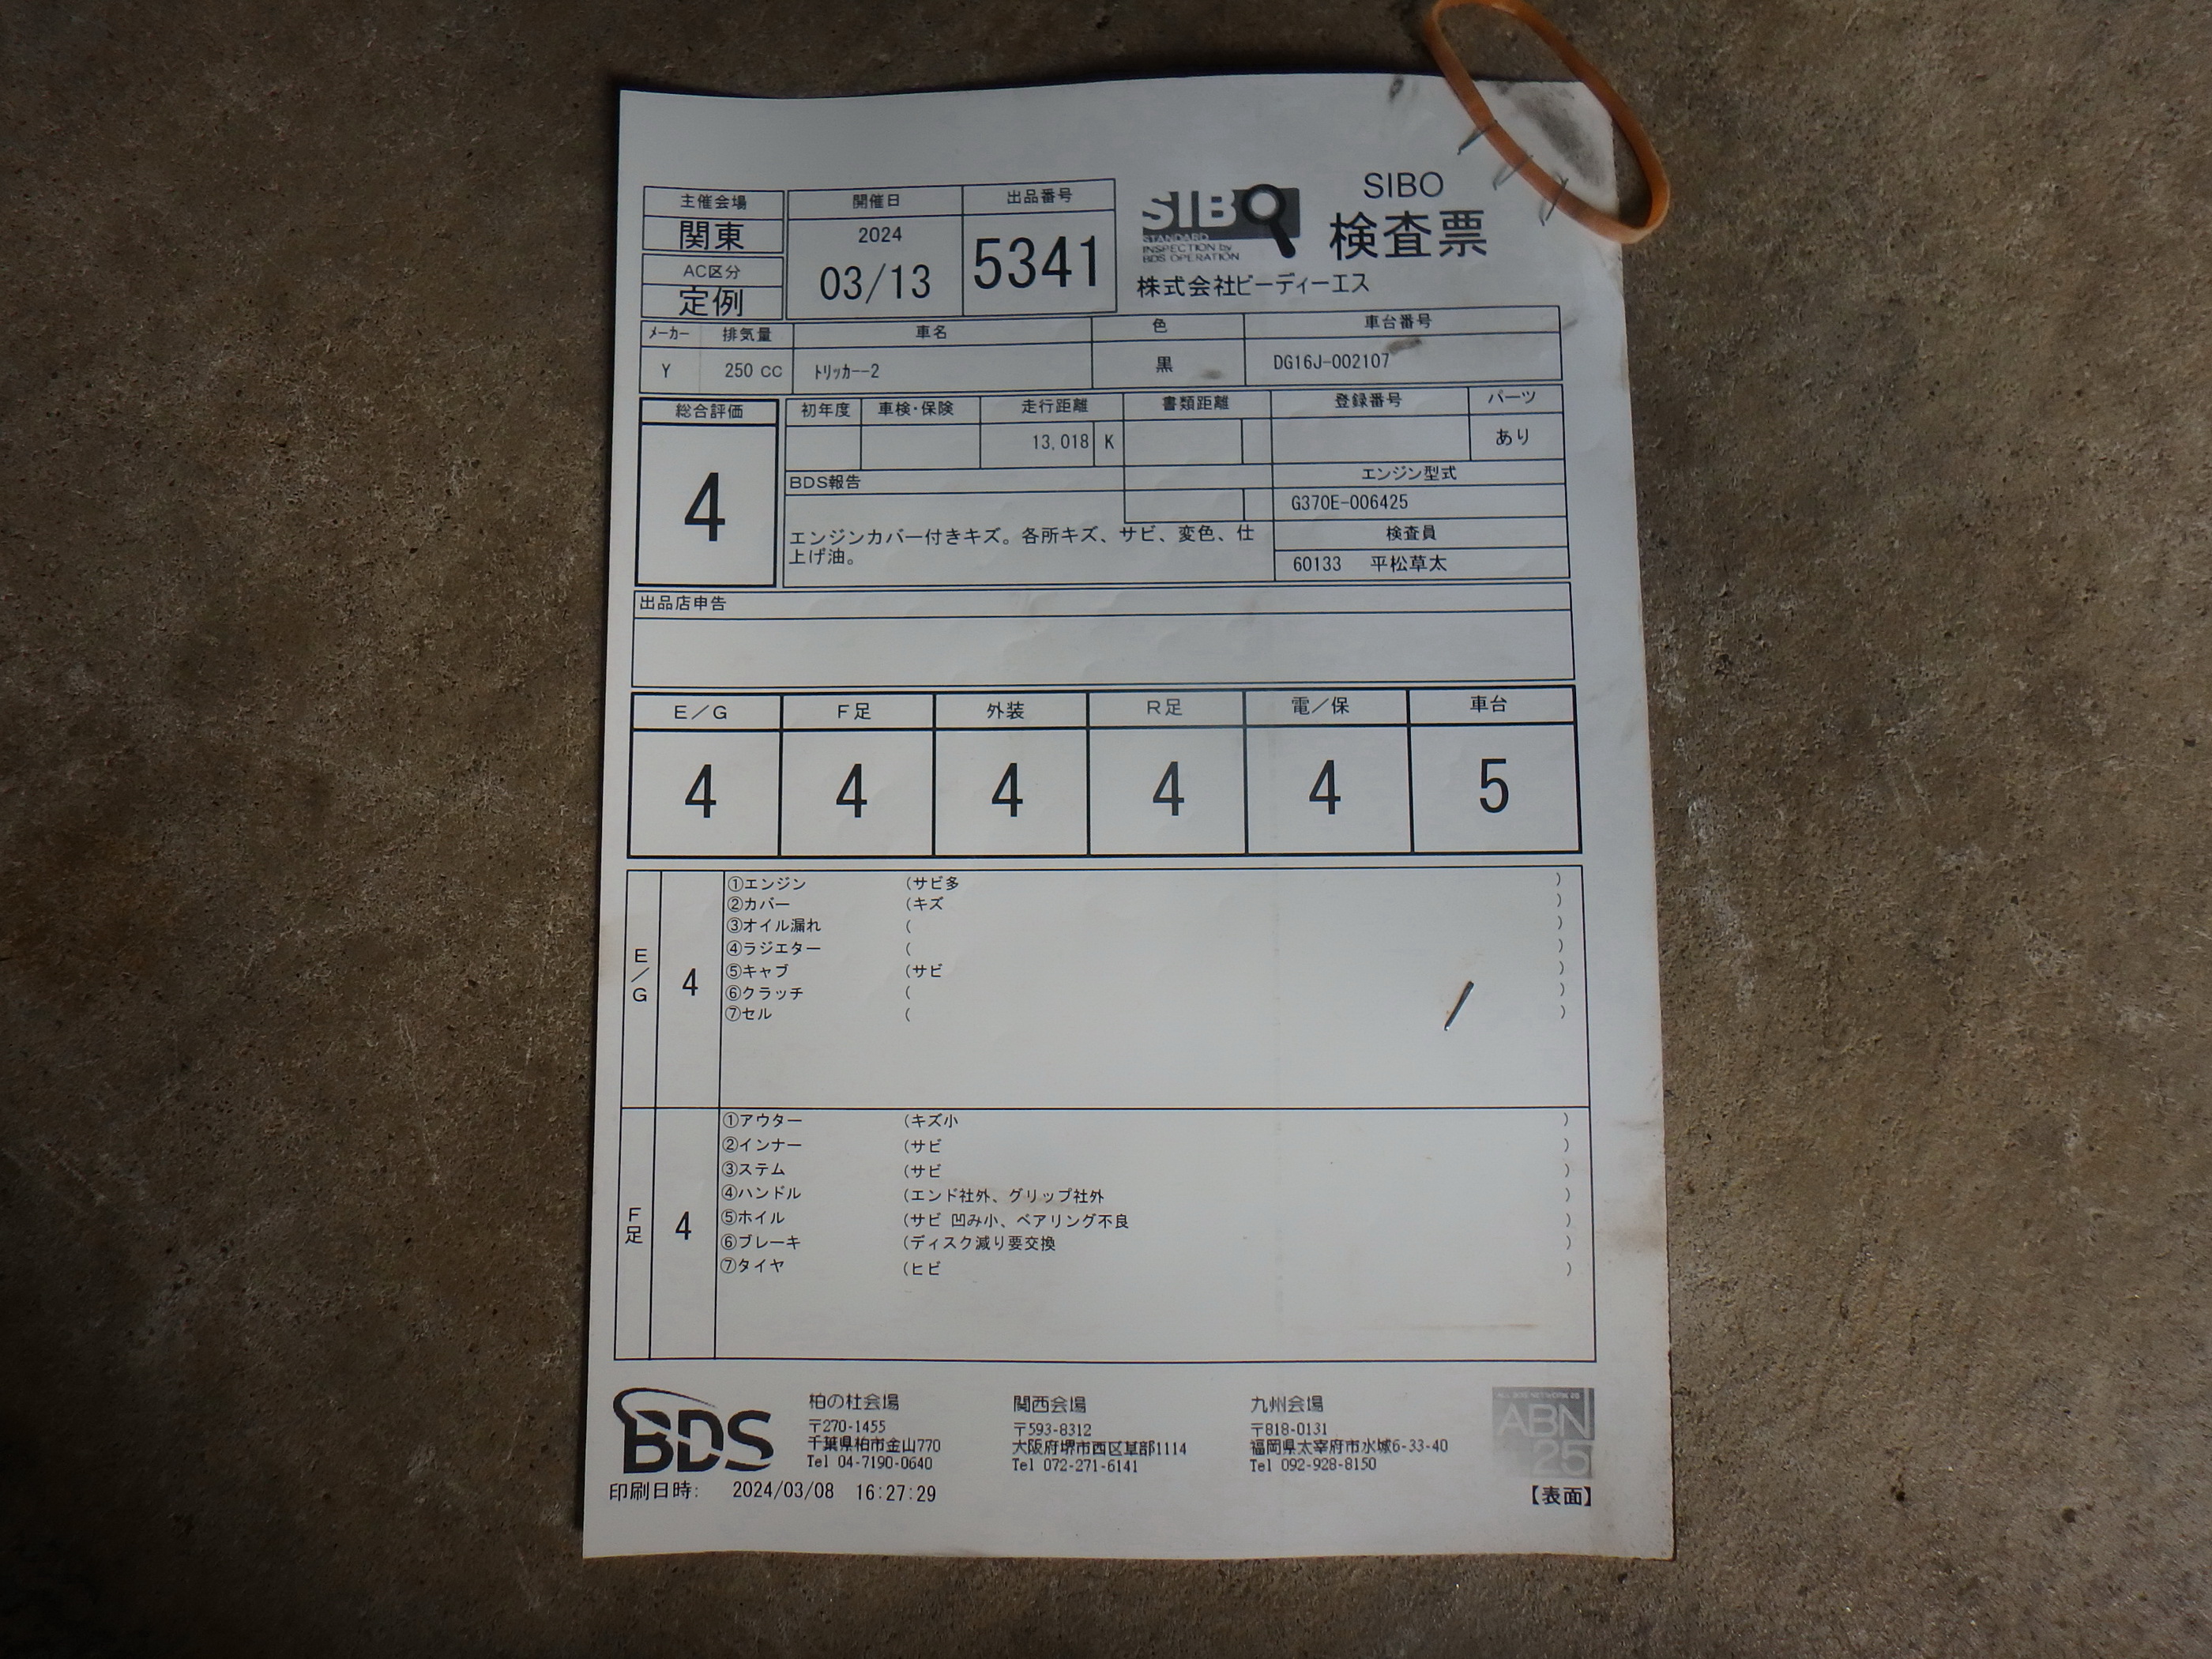 主催会場
関東
AC区分
定例
開催日
2024
03/13
出品番号
5341
SIBO
STANDARD
INSPECTION by
BDS OPERATION
SIBO
検査票
株式会社ビーディーエス
メーカー 排気量 車名 色 車台番号
Y 250 CC トリッカー-2 黒 DG16J-002107
総合評価
4
初年度 車検・保険 走行距離 書類距離 登録番号 パーツ
13,018 K あり
BDS報告
エンジンカバー付きキズ。各所キズ、サビ、変色、仕
上げ油。
エンジン型式
G370E-006425
検査員
60133 平松草太
出品店申告
E/G F足 外装 R足 電/保 車台
4 4 4 4 4 5
E/G
4
①エンジン (サビ多 )
②カバー (キズ )
③オイル漏れ ( )
④ラジエター ( )
⑤キャブ (サビ )
⑥クラッチ ( )
⑦セル ( )
F足
4
①アウター (キズ小 )
②インナー (サビ )
③ステム (サビ )
④ハンドル (エンド社外、グリップ社外 )
⑤ホイル (サビ 凹み小、ベアリング不良 )
⑥ブレーキ (ディスク減り要交換 )
⑦タイヤ (ヒビ )
BDS
柏の杜会場
〒270-1455
千葉県柏市金山770
Tel 04-7190-0640
関西会場
〒593-8312
大阪府堺市西区草部1114
Tel 072-271-6141
九州会場
〒818-0131
福岡県太宰府市水城6-33-40
Tel 092-928-8150
ABN
25
印刷日時: 2024/03/08 16:27:29
【表面】